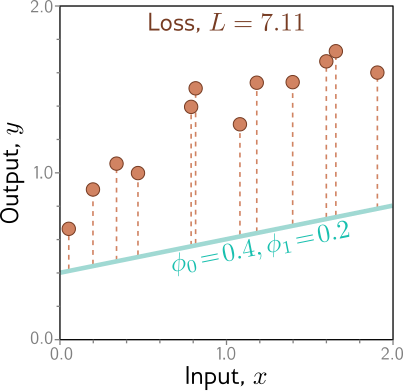 Loss, L = 7.11
2.0
1.0
0.0
Output, y
ϕ₀ = 0.4, ϕ₁ = 0.2
0.0
1.0
2.0
Input, x